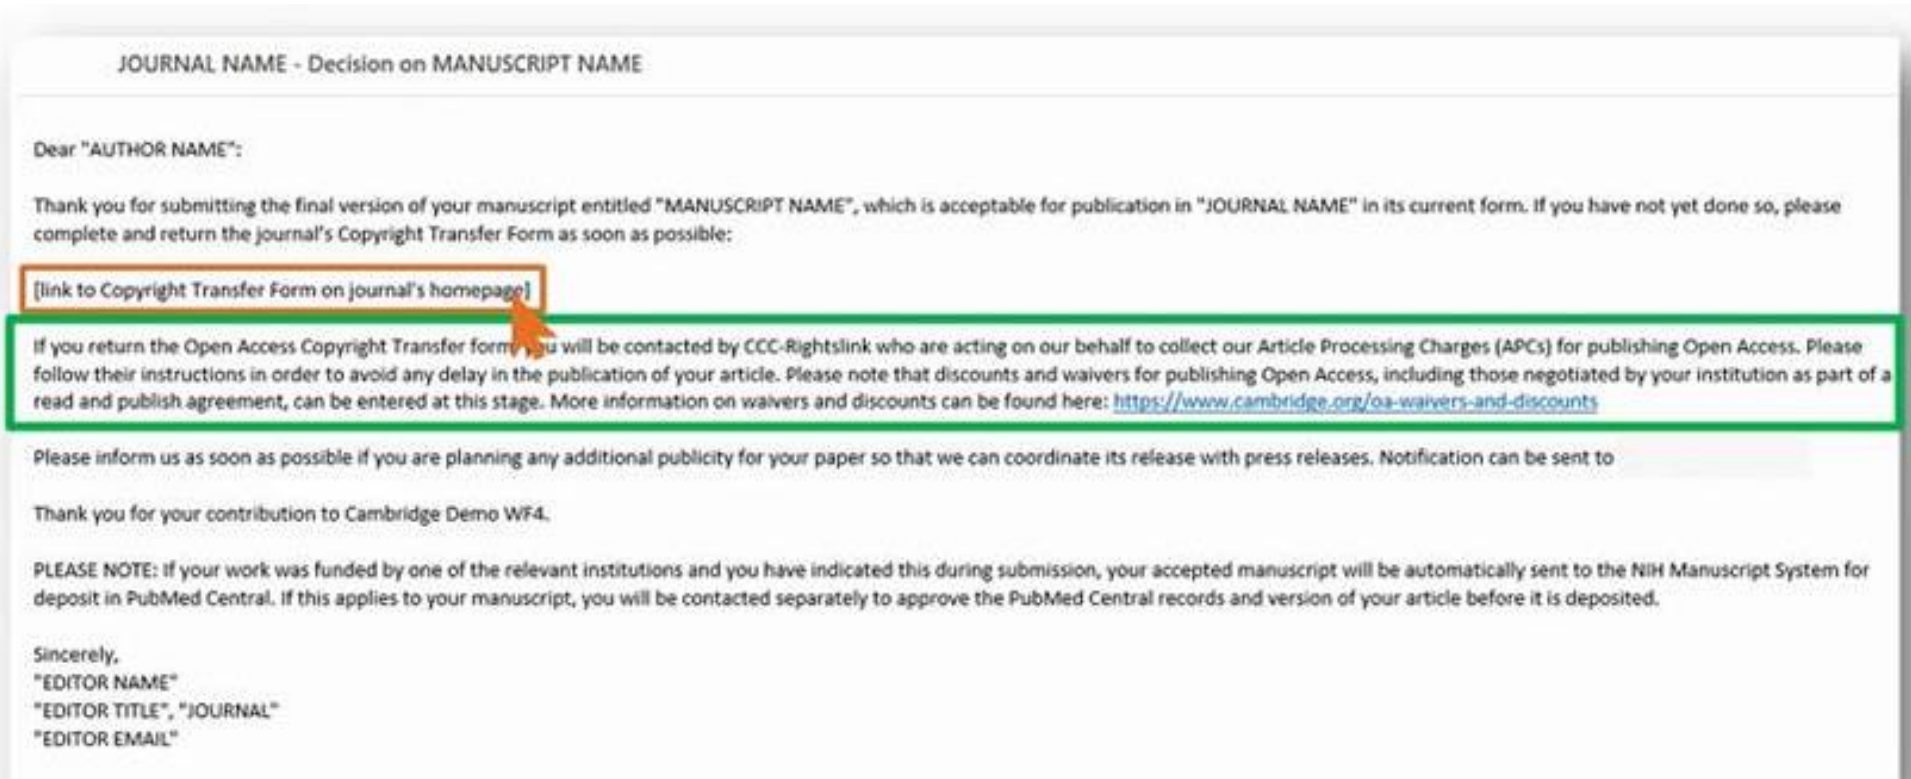 JOURNAL NAME - Decision on MANUSCRIPT NAME
Dear "AUTHOR NAME":
Thank you for submitting the final version of your manuscript entitled "MANUSCRIPT NAME", which is acceptable for publication in "JOURNAL NAME" in its current form. If you have not yet done so, please
complete and return the journal's Copyright Transfer Form as soon as possible:
[link to Copyright Transfer Form on journal's homepage]
If you return the Open Access Copyright Transfer form you will be contacted by CCC-Rightslink who are acting on our behalf to collect our Article Processing Charges (APCs) for publishing Open Access. Please
follow their instructions in order to avoid any delay in the publication of your article. Please note that discounts and waivers for publishing Open Access, including those negotiated by your institution as part of a
read and publish agreement, can be entered at this stage. More information on waivers and discounts can be found here: https://www.cambridge.org/oa-waivers-and-discounts
Please inform us as soon as possible if you are planning any additional publicity for your paper so that we can coordinate its release with press releases. Notification can be sent to
Thank you for your contribution to Cambridge Demo WF4.
PLEASE NOTE: If your work was funded by one of the relevant institutions and you have indicated this during submission, your accepted manuscript will be automatically sent to the NIH Manuscript System for
deposit in PubMed Central. If this applies to your manuscript, you will be contacted separately to approve the PubMed Central records and version of your article before it is deposited.
Sincerely,
"EDITOR NAME"
"EDITOR TITLE", "JOURNAL"
"EDITOR EMAIL"